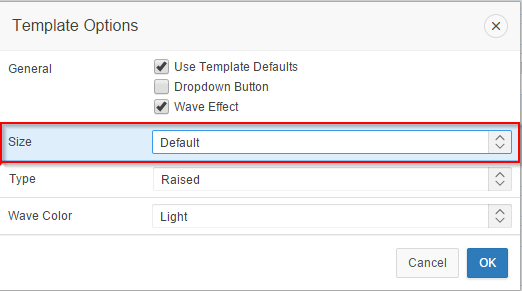 Template Options
General
Use Template Defaults
Dropdown Button
Wave Effect
Size Default
Type Raised
Wave Color Light
Cancel OK